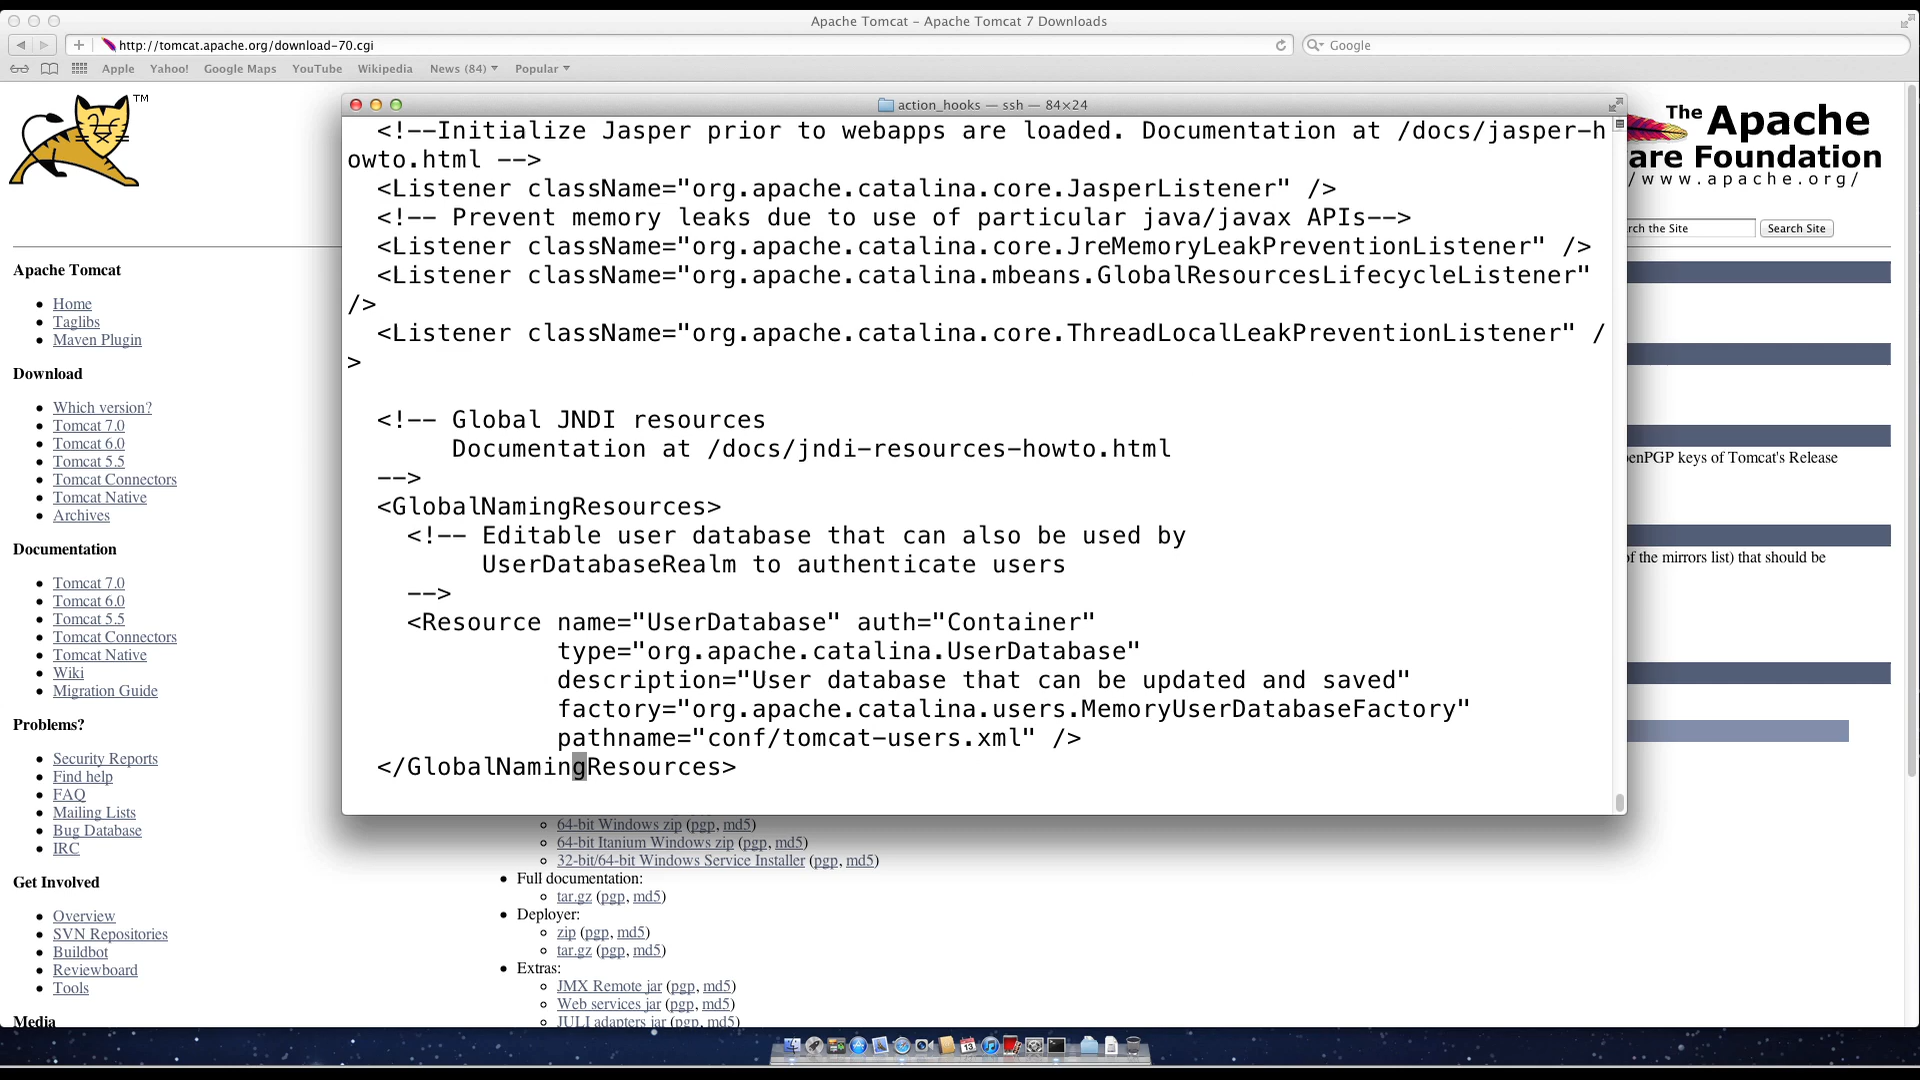 Apache Tomcat - Apache Tomcat 7 Downloads
http://tomcat.apache.org/download-70.cgi
Google
Apple Yahoo! Google Maps YouTube Wikipedia News (84) Popular
TM
action_hooks — ssh — 84×24
<!--Initialize Jasper prior to webapps are loaded. Documentation at /docs/jasper-h
owto.html -->
<Listener className="org.apache.catalina.core.JasperListener" />
<!-- Prevent memory leaks due to use of particular java/javax APIs-->
<Listener className="org.apache.catalina.core.JreMemoryLeakPreventionListener" />
<Listener className="org.apache.catalina.mbeans.GlobalResourcesLifecycleListener"
/>
<Listener className="org.apache.catalina.core.ThreadLocalLeakPreventionListener" /
>
<!-- Global JNDI resources
Documentation at /docs/jndi-resources-howto.html
-->
<GlobalNamingResources>
<!-- Editable user database that can also be used by
UserDatabaseRealm to authenticate users
-->
<Resource name="UserDatabase" auth="Container"
type="org.apache.catalina.UserDatabase"
description="User database that can be updated and saved"
factory="org.apache.catalina.users.MemoryUserDatabaseFactory"
pathname="conf/tomcat-users.xml" />
</GlobalNamingResources>
The Apache
are Foundation
/www.apache.org/
rch the Site Search Site
enPGP keys of Tomcat's Release
of the mirrors list) that should be
Apache Tomcat
Home
Taglibs
Maven Plugin
Download
Which version?
Tomcat 7.0
Tomcat 6.0
Tomcat 5.5
Tomcat Connectors
Tomcat Native
Archives
Documentation
Tomcat 7.0
Tomcat 6.0
Tomcat 5.5
Tomcat Connectors
Tomcat Native
Wiki
Migration Guide
Problems?
Security Reports
Find help
FAQ
Mailing Lists
Bug Database
IRC
Get Involved
Overview
SVN Repositories
Buildbot
Reviewboard
Tools
Media
64-bit Windows zip (pgp, md5)
64-bit Itanium Windows zip (pgp, md5)
32-bit/64-bit Windows Service Installer (pgp, md5)
Full documentation:
tar.gz (pgp, md5)
Deployer:
zip (pgp, md5)
tar.gz (pgp, md5)
Extras:
JMX Remote jar (pgp, md5)
Web services jar (pgp, md5)
JULI adapters jar (pgp, md5)
13